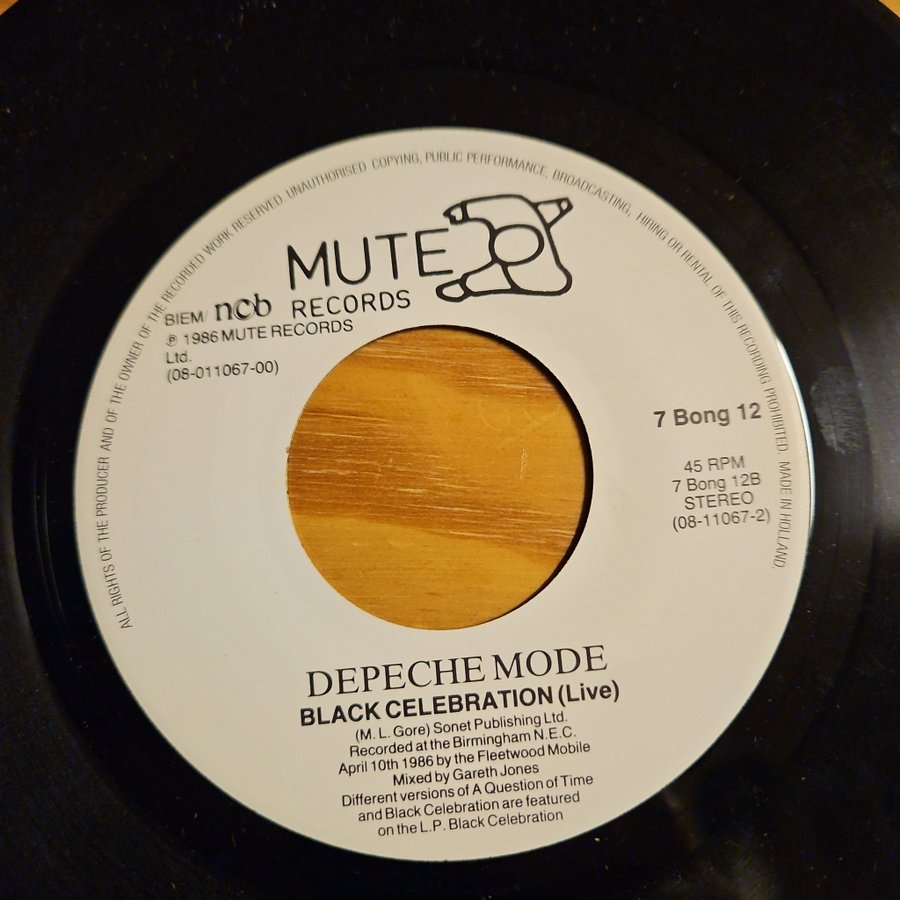 ALL RIGHTS OF THE PRODUCER AND OF THE OWNER OF THE RECORDED WORK RESERVED. UNAUTHORISED COPYING, PUBLIC PERFORMANCE, BROADCASTING, HIRING OR RENTAL OF THIS RECORDING PROHIBITED. MADE IN HOLLAND.
MUTE
RECORDS
BIEM/ ncb
℗ 1986 MUTE RECORDS
Ltd.
(08-011067-00)
7 Bong 12
45 RPM
7 Bong 12B
STEREO
(08-11067-2)
DEPECHE MODE
BLACK CELEBRATION (Live)
(M. L. Gore) Sonet Publishing Ltd.
Recorded at the Birmingham N.E.C.
April 10th 1986 by the Fleetwood Mobile
Mixed by Gareth Jones
Different versions of A Question of Time
and Black Celebration are featured
on the L.P. Black Celebration